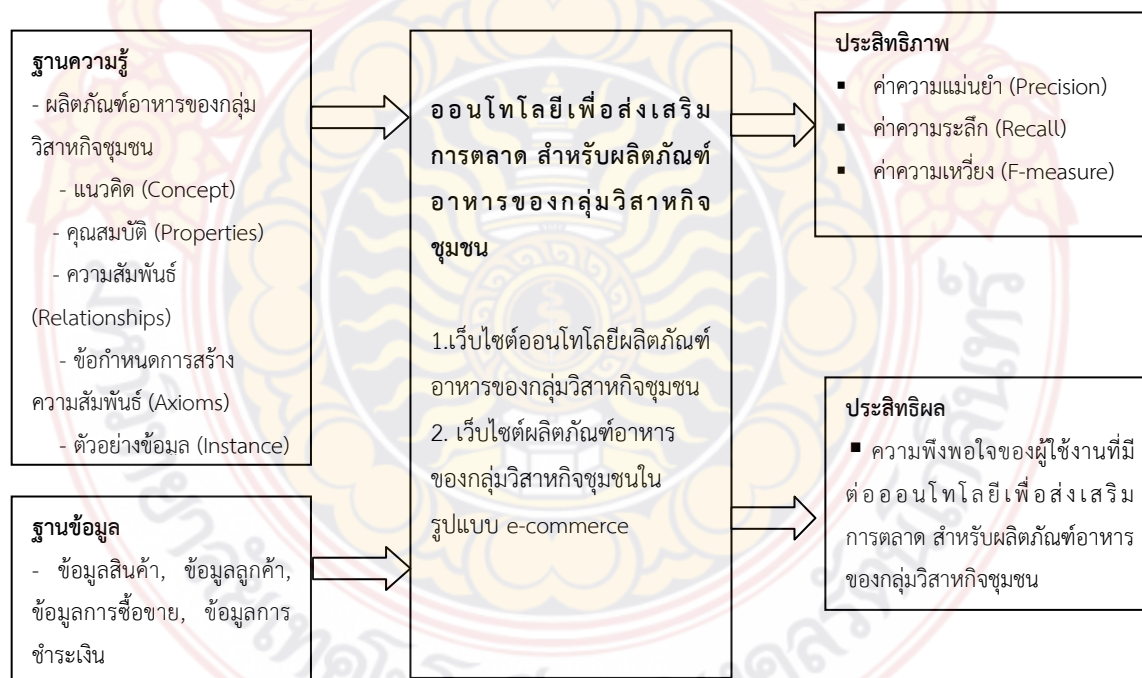 ฐานความรู้
- ผลิตภัณฑ์อาหารของกลุ่ม
วิสาหกิจชุมชน
- แนวคิด (Concept)
- คุณสมบัติ (Properties)
- ความสัมพันธ์
(Relationships)
- ข้อกำหนดการสร้าง
ความสัมพันธ์ (Axioms)
- ตัวอย่างข้อมูล (Instance)
ฐานข้อมูล
- ข้อมูลสินค้า, ข้อมูลลูกค้า,
ข้อมูลการซื้อขาย, ข้อมูลการ
ชำระเงิน
ออนโทโลยีเพื่อส่งเสริม
การตลาด สำหรับผลิตภัณฑ์
อาหารของกลุ่มวิสาหกิจ
ชุมชน
1.เว็บไซต์ออนโทโลยีผลิตภัณฑ์
อาหารของกลุ่มวิสาหกิจชุมชน
2. เว็บไซต์ผลิตภัณฑ์อาหาร
ของกลุ่มวิสาหกิจชุมชนใน
รูปแบบ e-commerce
ประสิทธิภาพ
▪ ค่าความแม่นยำ (Precision)
▪ ค่าความระลึก (Recall)
▪ ค่าความเหวี่ยง (F-measure)
ประสิทธิผล
▪ ความพึงพอใจของผู้ใช้งานที่มี
ต่อออนโทโลยีเพื่อส่งเสริม
การตลาด สำหรับผลิตภัณฑ์อาหาร
ของกลุ่มวิสาหกิจชุมชน